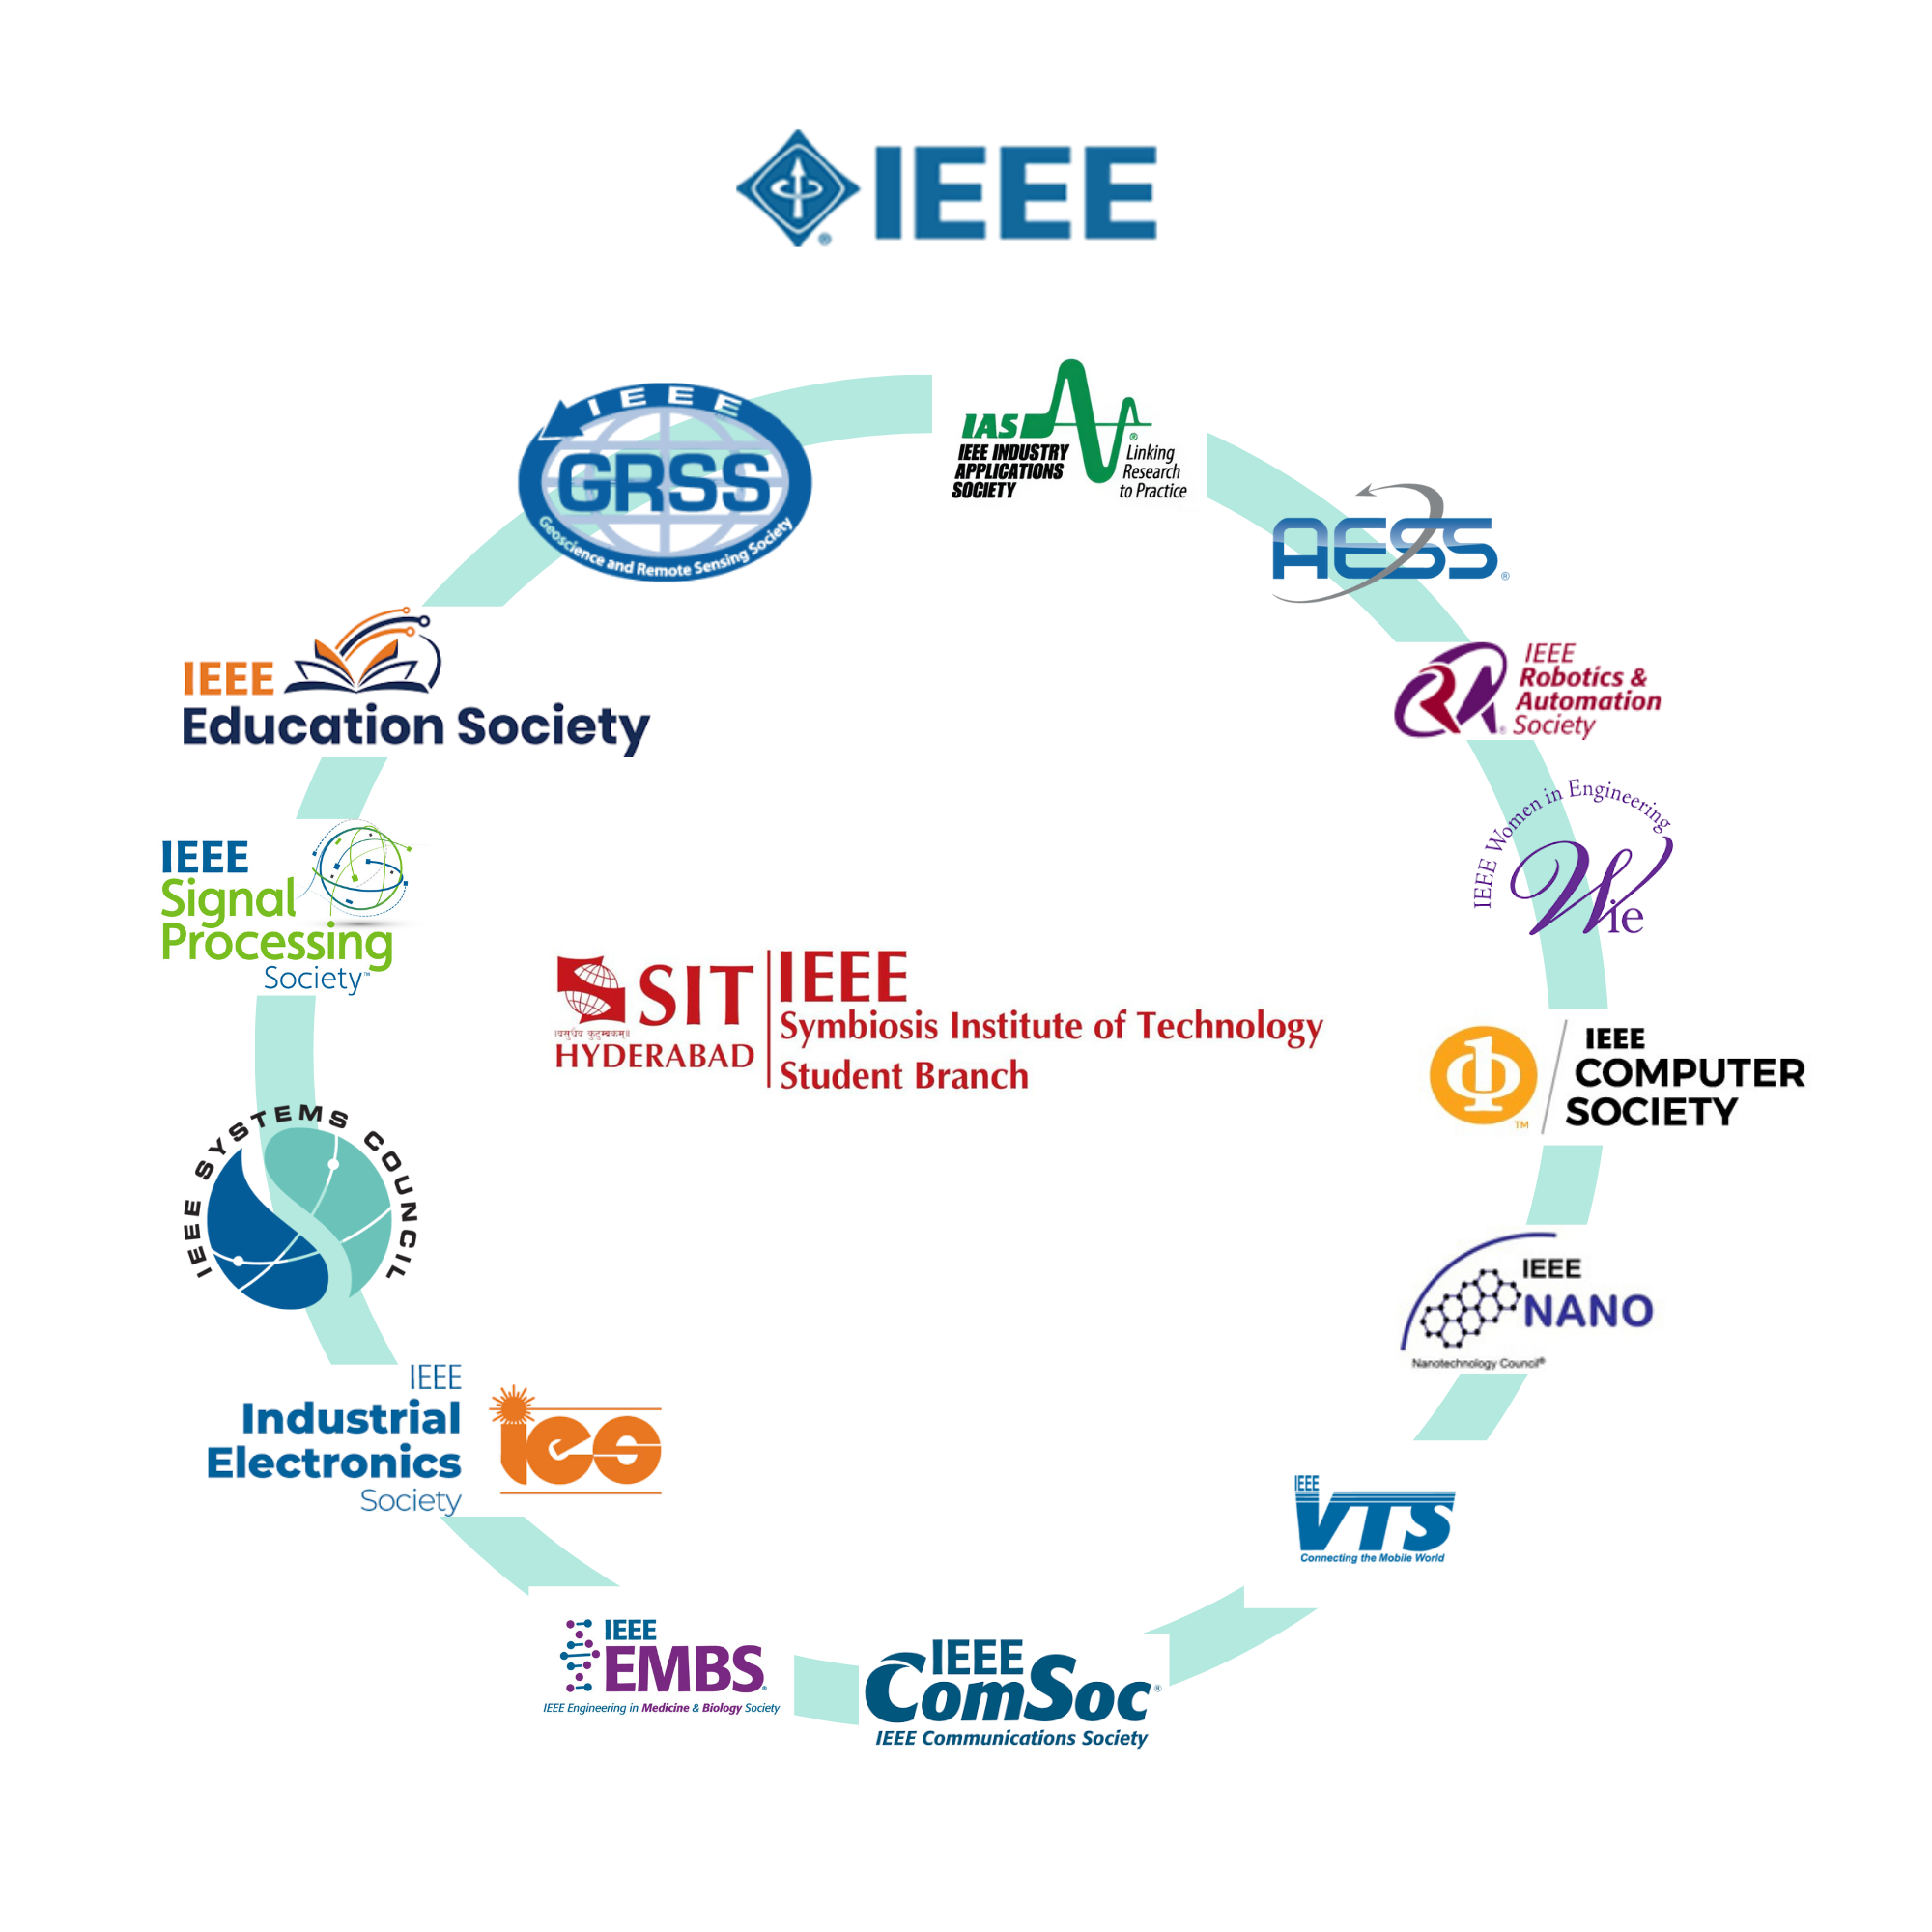 IEEE
IEEE
GRSS
Geoscience and Remote Sensing Society
IAS
IEEE INDUSTRY
APPLICATIONS
SOCIETY
®
Linking
Research
to Practice
AESS®
IEEE
Robotics &
Automation
Society
IEEE Women in Engineering
Wie
IEEE
COMPUTER
SOCIETY
TM
IEEE
NANO
Nanotechnology Council®
IEEE
VTS
Connecting the Mobile World
IEEE
ComSoc®
IEEE Communications Society
IEEE
EMBS
IEEE Engineering in Medicine & Biology Society
IEEE
Industrial
Electronics
Society
ies
IEEE SYSTEMS COUNCIL
IEEE
Signal
Processing
Society™
IEEE
Education Society
SIT
॥वसुधैव कुटुम्बकम्॥
HYDERABAD
IEEE
Symbiosis Institute of Technology
Student Branch